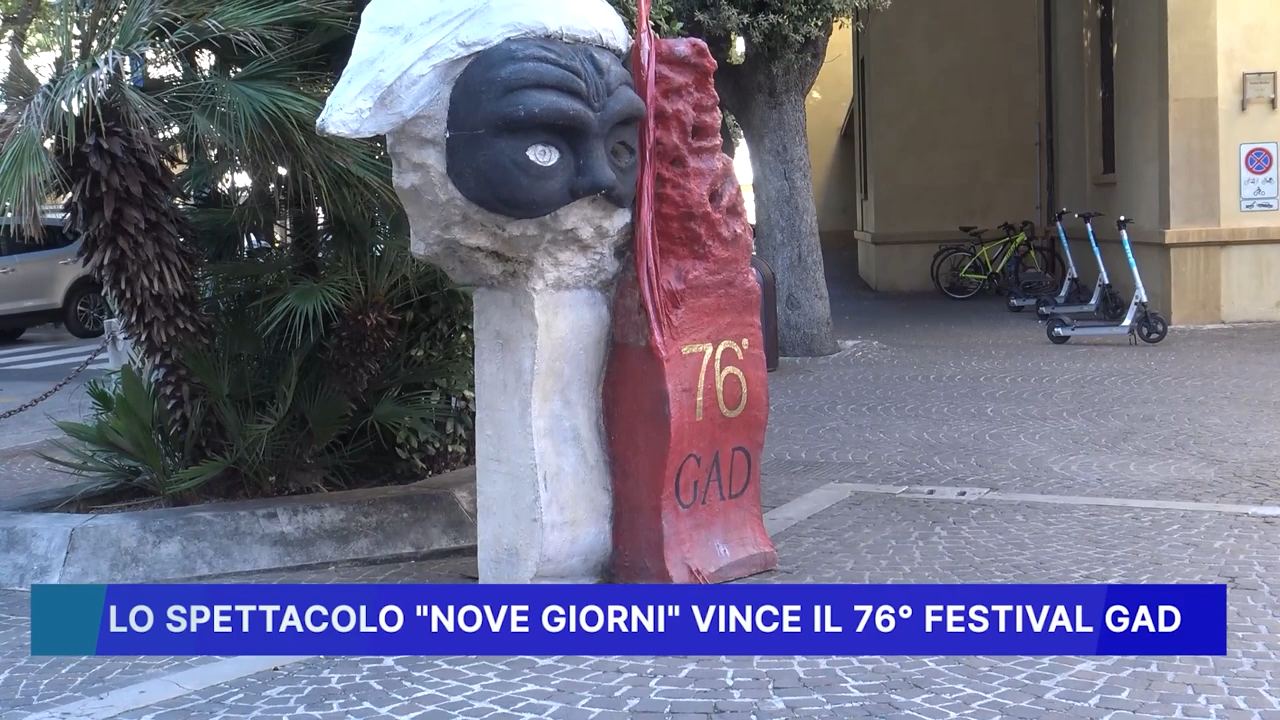 76°
GAD
LO SPETTACOLO "NOVE GIORNI" VINCE IL 76° FESTIVAL GAD